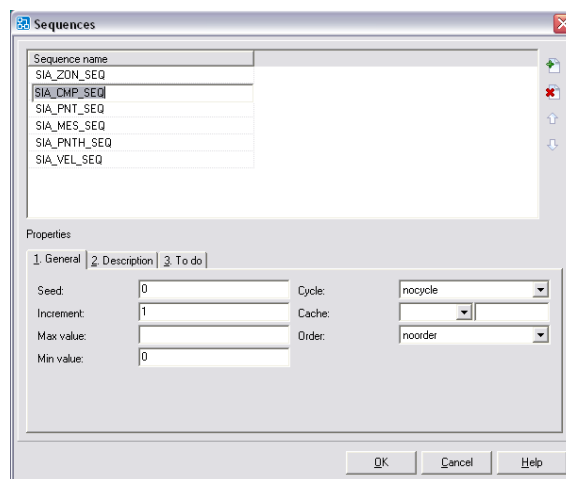 Sequences
Sequence name
SIA_ZON_SEQ
SIA_CMP_SEQ
SIA_PNT_SEQ
SIA_MES_SEQ
SIA_PNTH_SEQ
SIA_VEL_SEQ
Properties
1. General 2. Description 3. To do
Seed: 0 Cycle: nocycle
Increment: 1 Cache:
Max value: Order: noorder
Min value: 0
OK Cancel Help